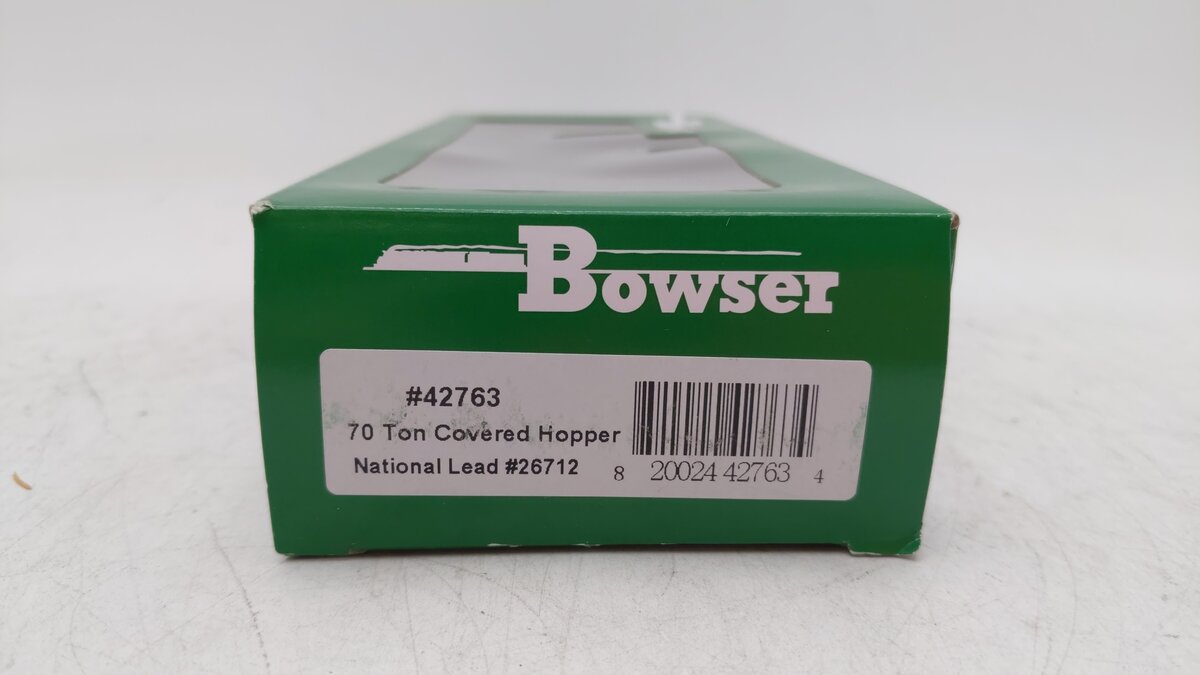 Bowser
#42763
70 Ton Covered Hopper
National Lead #26712
8 20024 42763 4